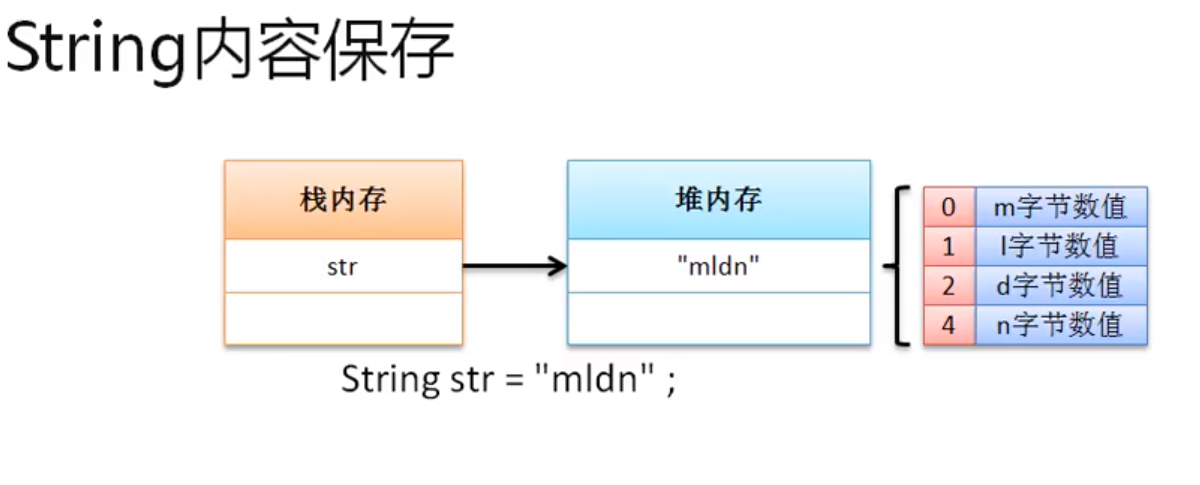 String内容保存
栈内存
堆内存
str
"mldn"
0 m字节数值
1 l字节数值
2 d字节数值
4 n字节数值
String str = "mldn" ;